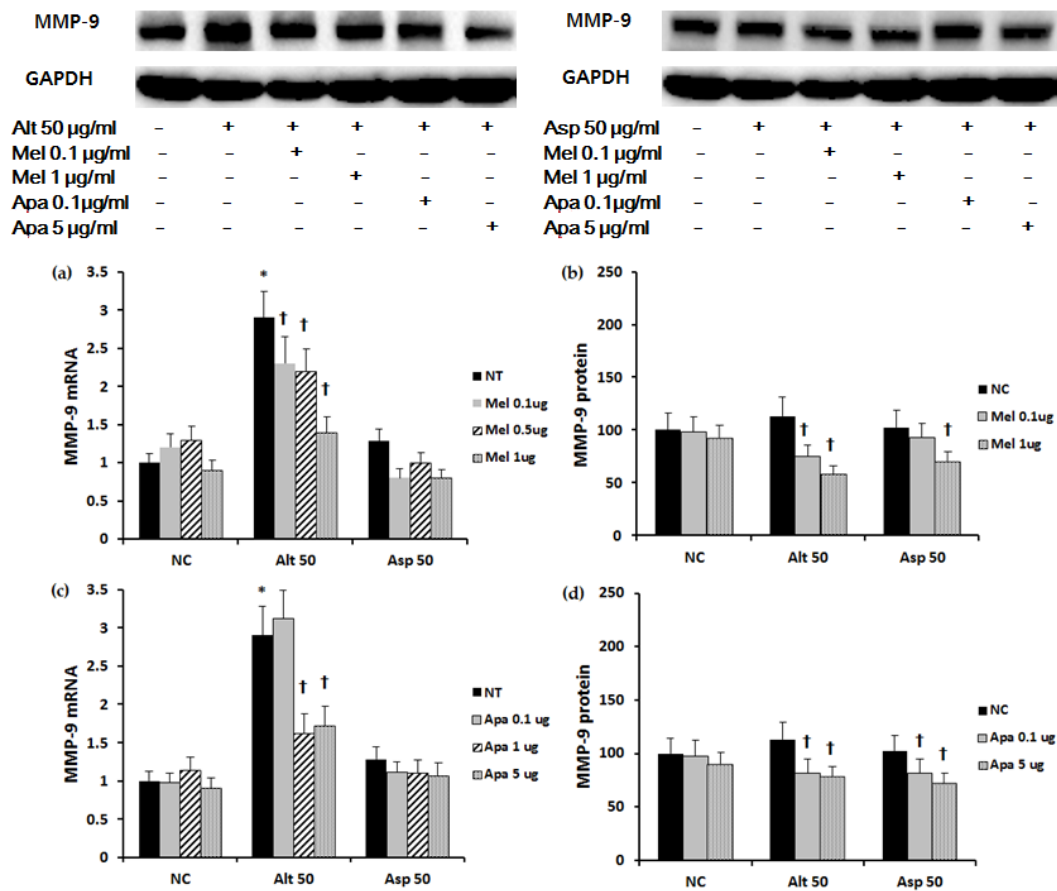 MMP-9
GAPDH
Alt 50 µg/ml – + + + + +
Mel 0.1 µg/ml – – + – – –
Mel 1 µg/ml – – – + – –
Apa 0.1µg/ml – – – – + –
Apa 5 µg/ml – – – – – +
MMP-9
GAPDH
Asp 50 µg/ml – + + + + +
Mel 0.1µg/ml – – + – – –
Mel 1µg/ml – – – + – –
Apa 0.1µg/ml – – – – + –
Apa 5 µg/ml – – – – – +
(a)
MMP-9 mRNA
3.5
3
2.5
2
1.5
1
0.5
0
*
†
†
†
NC Alt 50 Asp 50
NT
Mel 0.1ug
Mel 0.5ug
Mel 1ug
(b)
MMP-9 protein
250
200
150
100
50
0
†
†
†
NC Alt 50 Asp 50
NC
Mel 0.1ug
Mel 1ug
(c)
MMP-9 mRNA
3.5
3
2.5
2
1.5
1
0.5
0
*
† †
NC Alt 50 Asp 50
NT
Apa 0.1 ug
Apa 1 ug
Apa 5 ug
(d)
MMP-9 protein
250
200
150
100
50
0
† † † †
NC Alt 50 Asp 50
NC
Apa 0.1 ug
Apa 5 ug